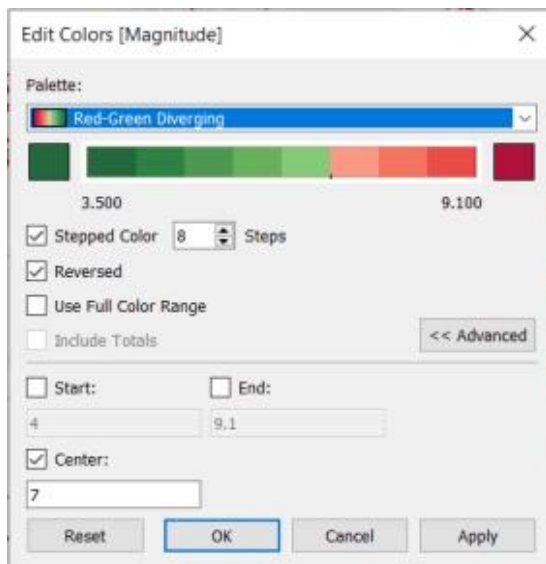 Edit Colors [Magnitude]
Palette:
Red-Green Diverging
3.500 9.100
Stepped Color 8 Steps
Reversed
Use Full Color Range
Include Totals << Advanced
Start: End:
4 9.1
Center:
7
Reset OK Cancel Apply